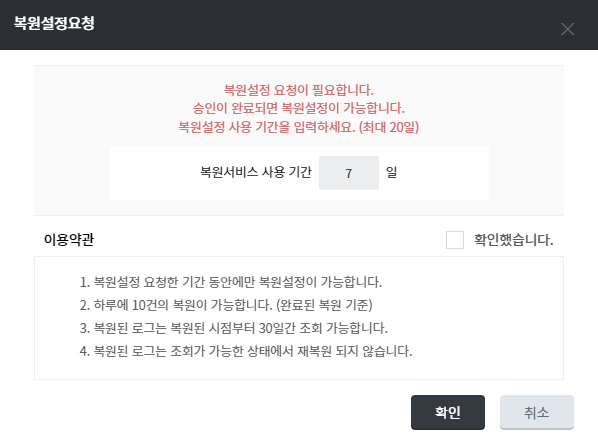 복원설정요청
복원설정 요청이 필요합니다.
승인이 완료되면 복원설정이 가능합니다.
복원설정 사용 기간을 입력하세요. (최대 20일)
복원서비스 사용 기간 7 일
이용약관 확인했습니다.
1. 복원설정 요청한 기간 동안에만 복원설정이 가능합니다.
2. 하루에 10건의 복원이 가능합니다. (완료된 복원 기준)
3. 복원된 로그는 복원된 시점부터 30일간 조회 가능합니다.
4. 복원된 로그는 조회가 가능한 상태에서 재복원 되지 않습니다.
확인 취소